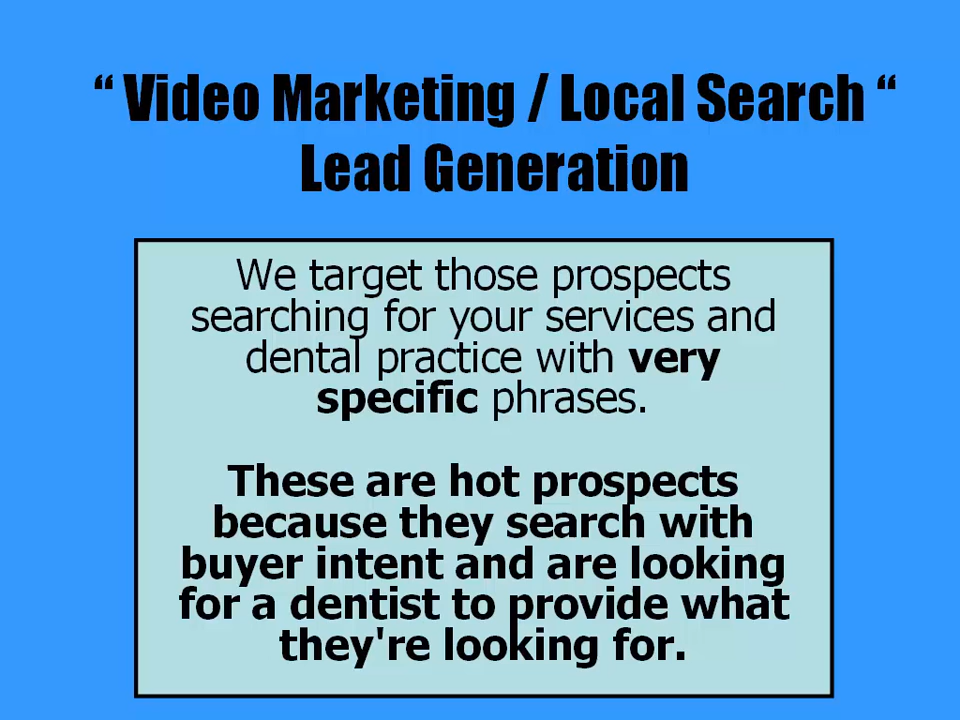 “ Video Marketing / Local Search “
Lead Generation
We target those prospects
searching for your services and
dental practice with very
specific phrases.
These are hot prospects
because they search with
buyer intent and are looking
for a dentist to provide what
they're looking for.